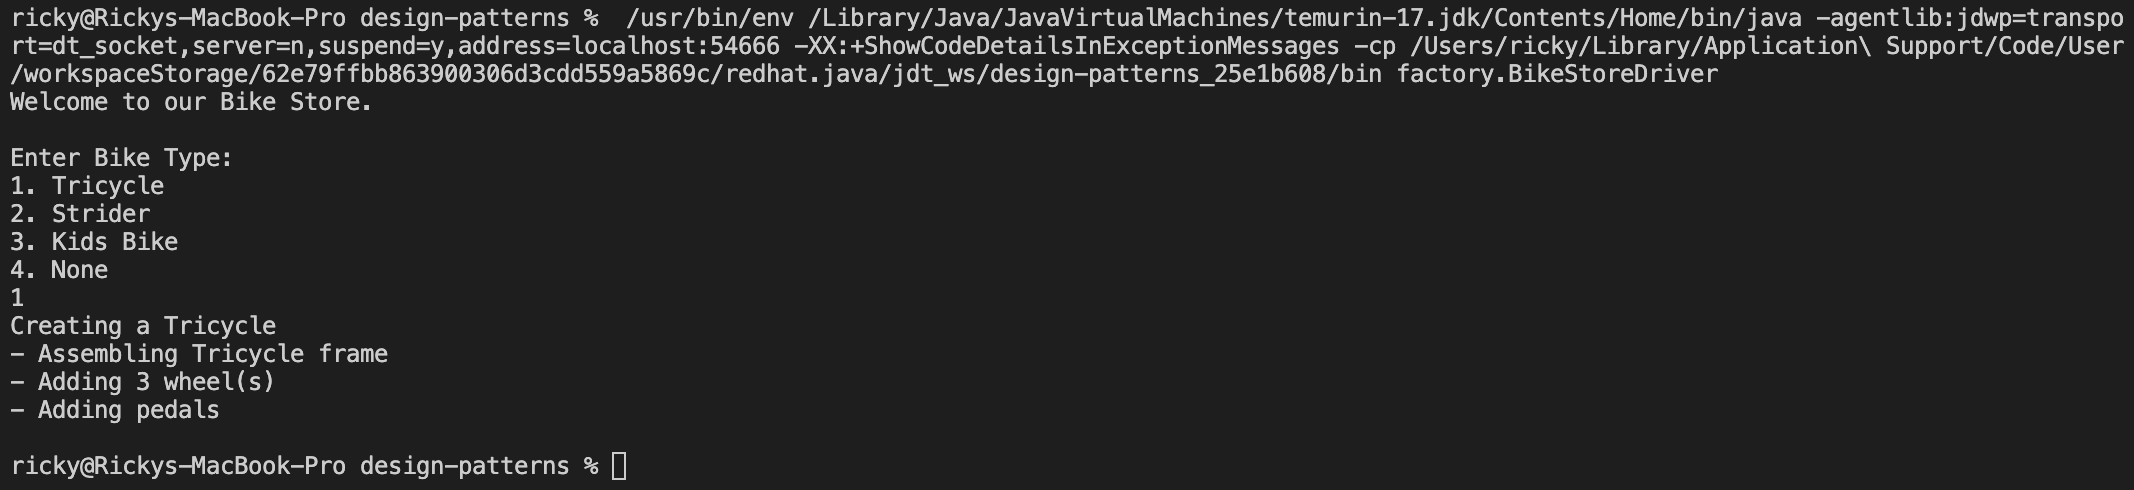 ricky@Rickys-MacBook-Pro design-patterns %  /usr/bin/env /Library/Java/JavaVirtualMachines/temurin-17.jdk/Contents/Home/bin/java -agentlib:jdwp=transpo
rt=dt_socket,server=n,suspend=y,address=localhost:54666 -XX:+ShowCodeDetailsInExceptionMessages -cp /Users/ricky/Library/Application\ Support/Code/User
/workspaceStorage/62e79ffbb863900306d3cdd559a5869c/redhat.java/jdt_ws/design-patterns_25e1b608/bin factory.BikeStoreDriver
Welcome to our Bike Store.

Enter Bike Type:
1. Tricycle
2. Strider
3. Kids Bike
4. None
1
Creating a Tricycle
- Assembling Tricycle frame
- Adding 3 wheel(s)
- Adding pedals

ricky@Rickys-MacBook-Pro design-patterns %